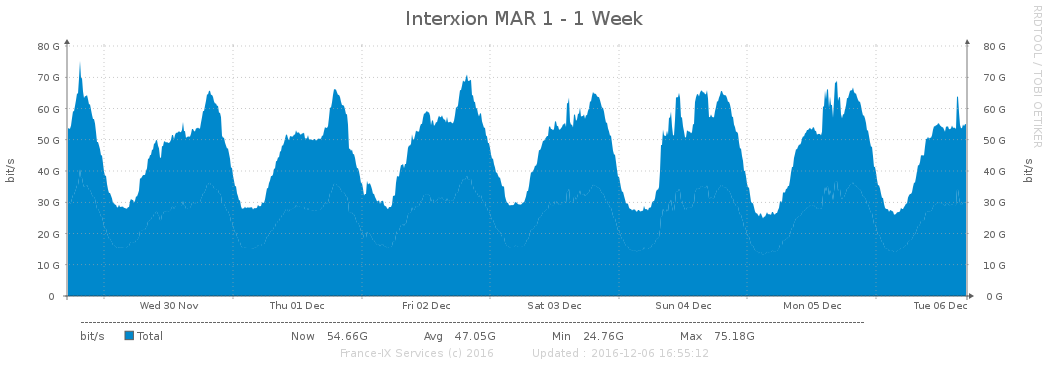 Interxion MAR 1 - 1 Week
RRDTOOL / TOBI OETIKER
bit/s
80 G
70 G
60 G
50 G
40 G
30 G
20 G
10 G
0
80 G
70 G
60 G
50 G
40 G
30 G
20 G
10 G
0 G
bit/s
Wed 30 Nov Thu 01 Dec Fri 02 Dec Sat 03 Dec Sun 04 Dec Mon 05 Dec Tue 06 Dec
bit/s Total Now 54.66G Avg 47.05G Min 24.76G Max 75.18G
France-IX Services (c) 2016 Updated : 2016-12-06 16:55:12